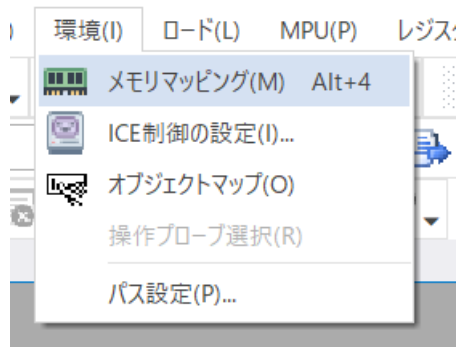 環境(I) ロード(L) MPU(P) レジス
メモリマッピング(M) Alt+4
ICE制御の設定(I)...
オブジェクトマップ(O)
操作プローブ選択(R)
パス設定(P)...